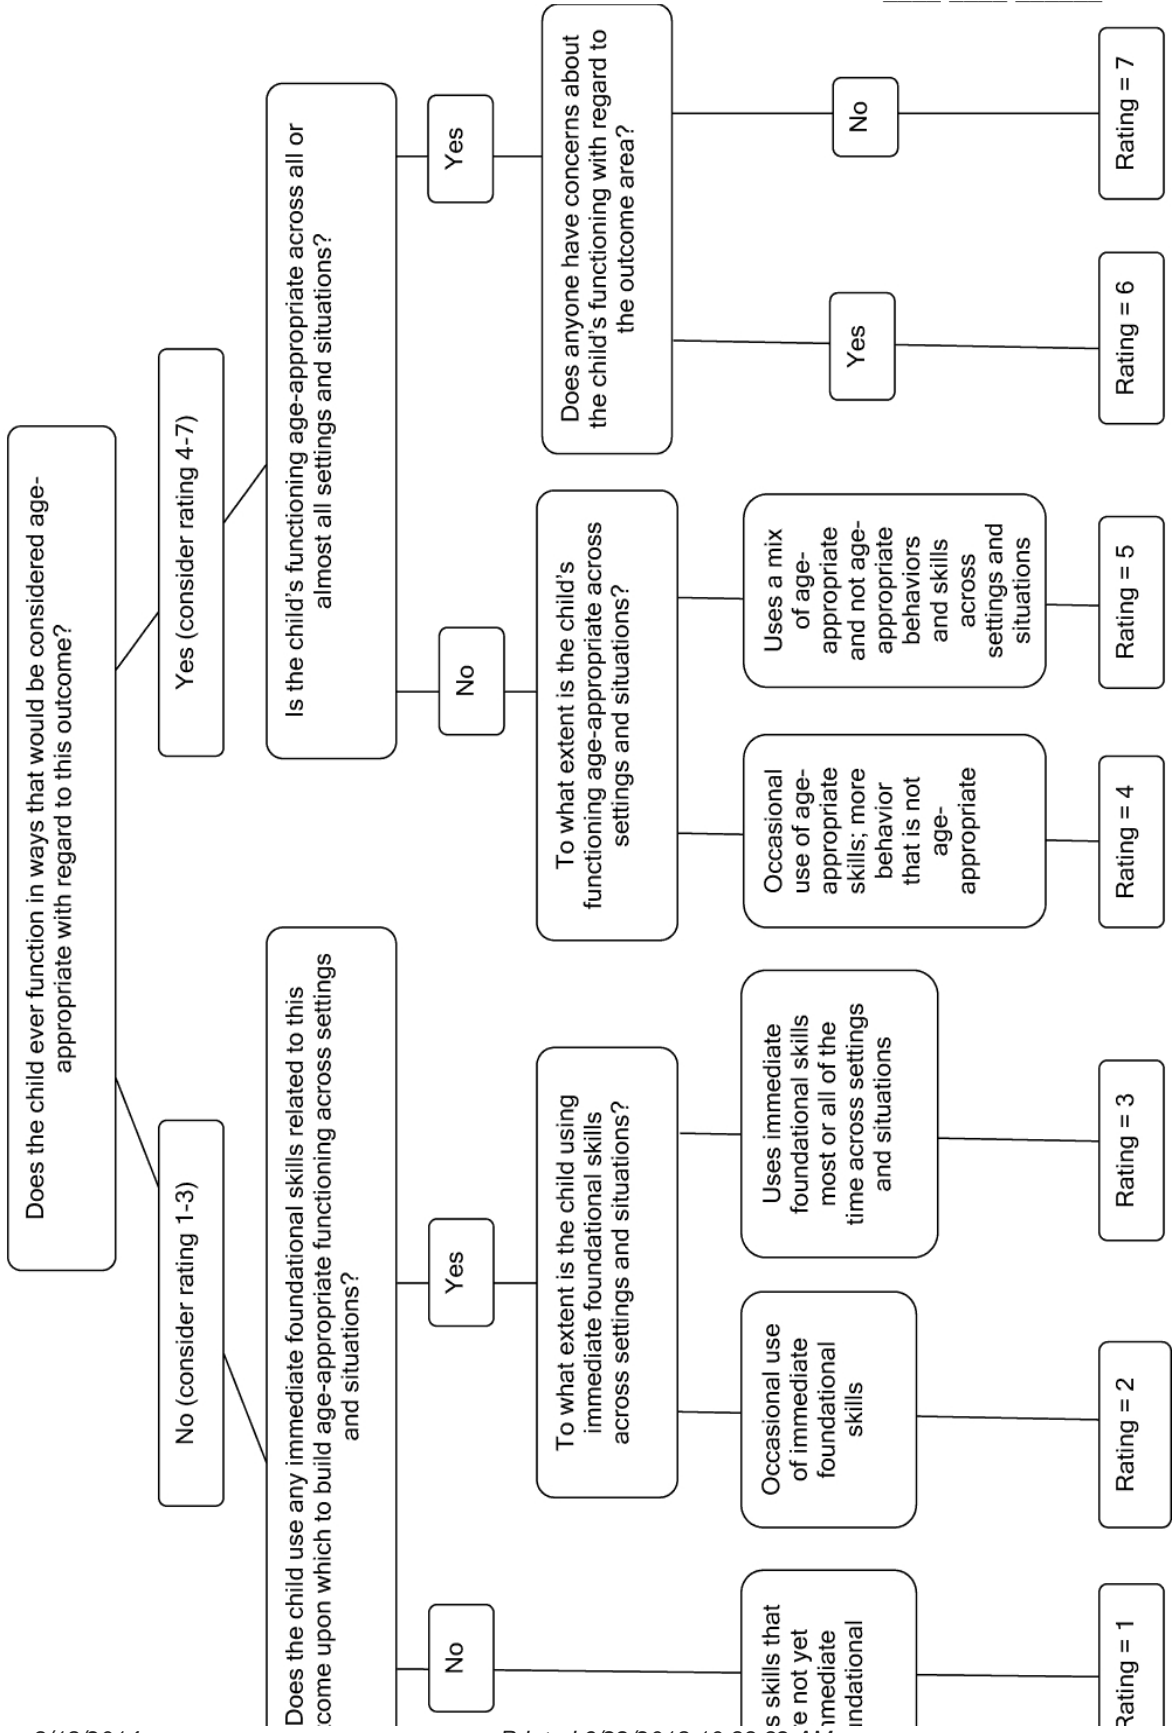 Does the child ever function in ways that would be considered age-
appropriate with regard to this outcome?
No (consider rating 1-3)
Yes (consider rating 4-7)
Does the child use any immediate foundational skills related to this
come upon which to build age-appropriate functioning across settings
and situations?
Is the child's functioning age-appropriate across all or
almost all settings and situations?
No
Yes
No
Yes
To what extent is the child using
immediate foundational skills
across settings and situations?
To what extent is the child's
functioning age-appropriate across
settings and situations?
Does anyone have concerns about
the child's functioning with regard to
the outcome area?
s skills that
e not yet
mmediate
undational
Occasional use
of immediate
foundational
skills
Uses immediate
foundational skills
most or all of the
time across settings
and situations
Occasional
use of age-
appropriate
skills; more
behavior
that is not
age-
appropriate
Uses a mix
of age-
appropriate
and not age-
appropriate
behaviors
and skills
across
settings and
situations
Yes
No
Rating = 1
Rating = 2
Rating = 3
Rating = 4
Rating = 5
Rating = 6
Rating = 7